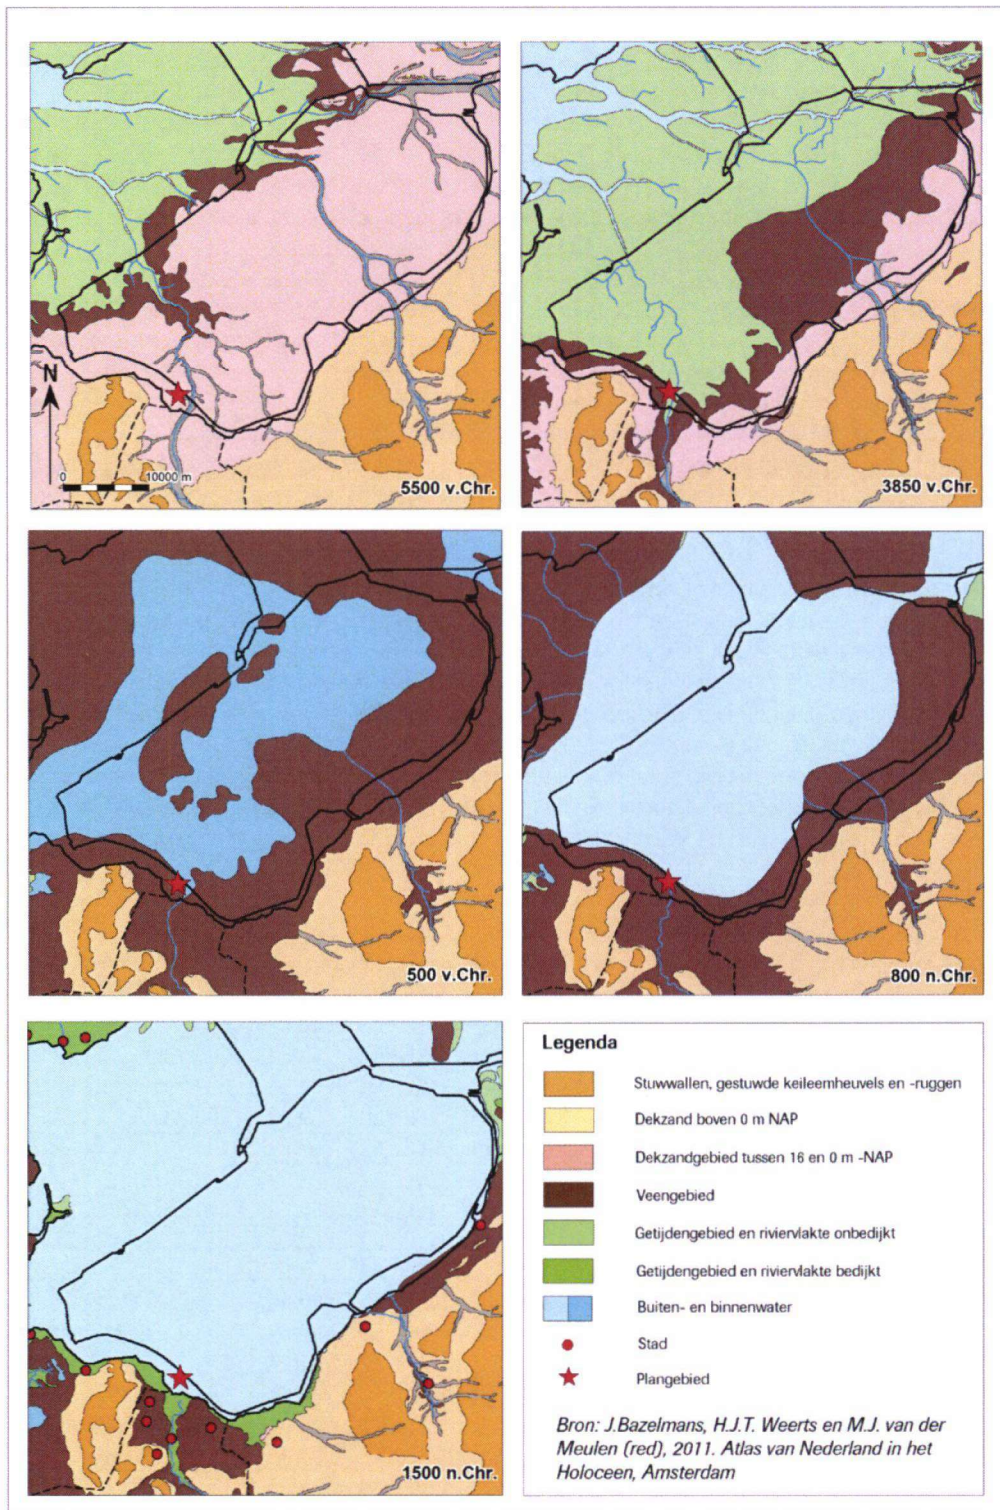 N
0 10000 m
5500 v.Chr.
3850 v.Chr.
500 v.Chr.
800 n.Chr.
1500 n.Chr.
Legenda
Stuwwallen, gestuwde keileemheuvels en -ruggen
Dekzand boven 0 m NAP
Dekzandgebied tussen 16 en 0 m -NAP
Veengebied
Getijdengebied en riviervlakte onbedijkt
Getijdengebied en riviervlakte bedijkt
Buiten- en binnenwater
Stad
Plangebied
Bron: J.Bazelmans, H.J.T. Weerts en M.J. van der
Meulen (red), 2011. Atlas van Nederland in het
Holoceen, Amsterdam